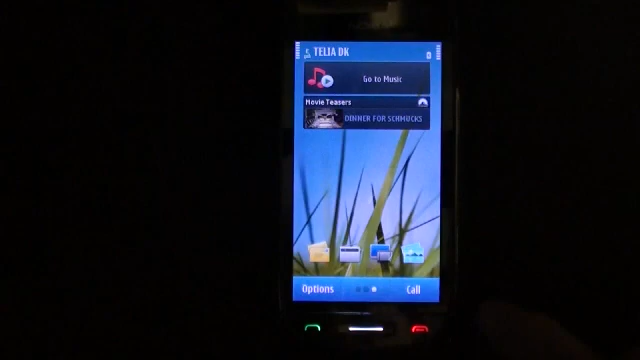 TELIA DK
Go to Music
Movie Teasers
DINNER FOR SCHMUCKS
Options
Call